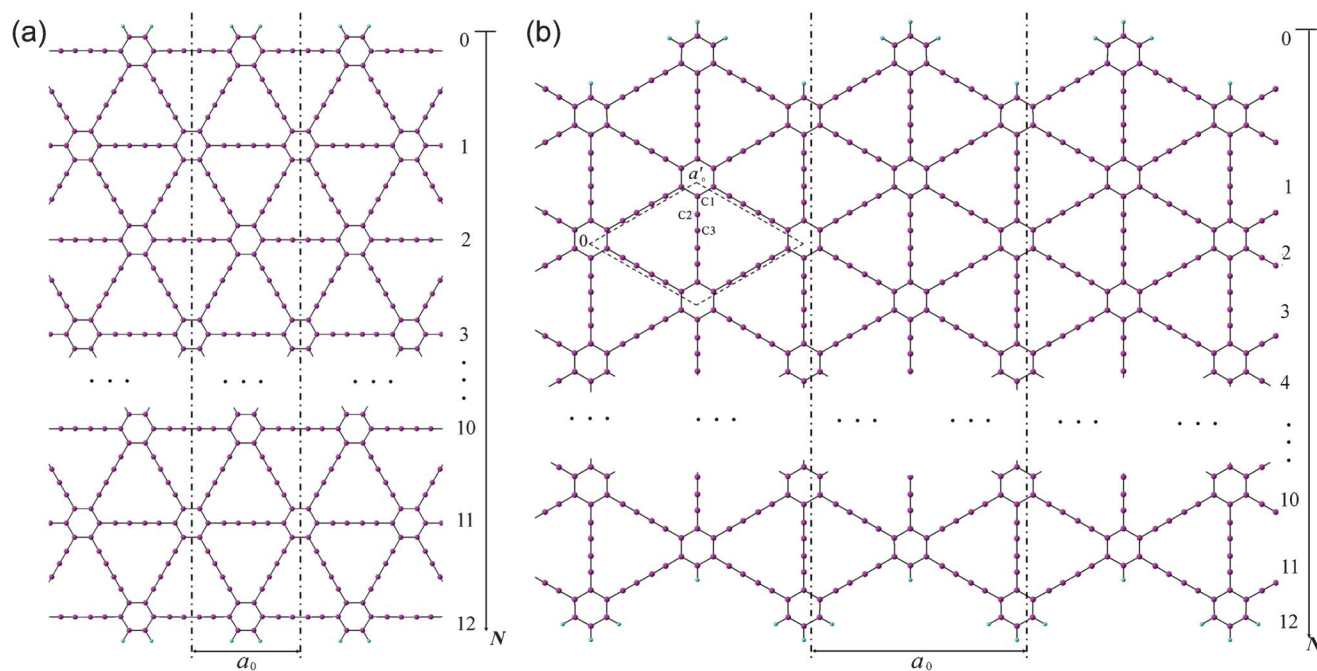 (a)
0
1
2
3
. . .
. . .
. . .
10
11
12
N
a₀
(b)
0
a'₀
C1
C2
C3
0
1
2
3
4
. . .
. . .
. . .
. . .
. . .
. . .
10
11
12
N
a₀